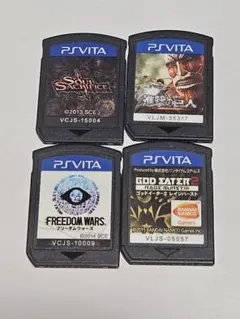 PSVITA
SOUL SACRIFICE
©2013 SCE J
VCJS-15004
PSVITA
進撃の巨人
VLJM-35317
PSVITA
FREEDOM WARS
フリーダムウォーズ
©2014 SCE
VCJS-10009
PSVITA
GOD EATER 2
RAGE BURST
ゴッドイーター2 レイジバースト
BANDAI NAMCO
VLJS-05057